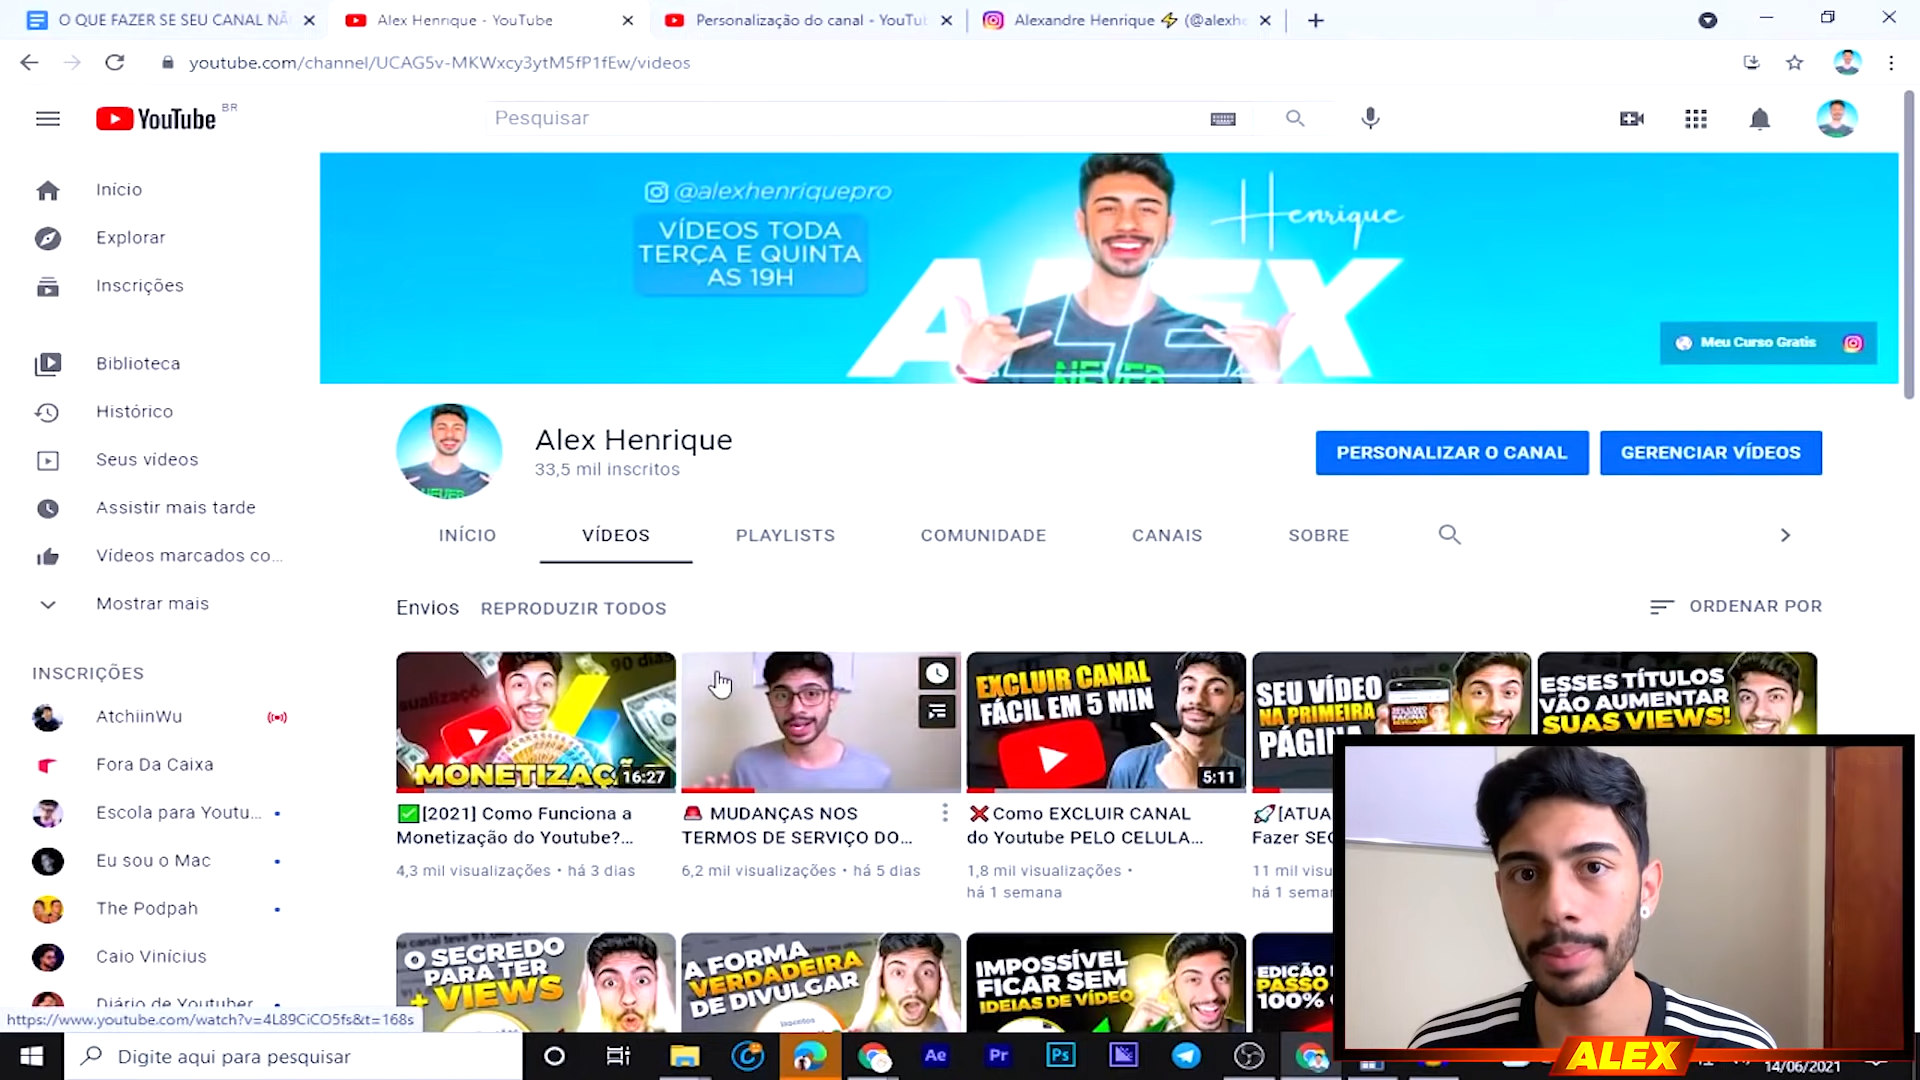 O QUE FAZER SE SEU CANAL NÃ
Alex Henrique - YouTube
Personalização do canal - YouTu
Alexandre Henrique ⚡ (@alexhe
youtube.com/channel/UCAG5v-MKWxcy3ytM5fP1fEw/videos
YouTube BR
Pesquisar
Início
Explorar
Inscrições
Biblioteca
Histórico
Seus vídeos
Assistir mais tarde
Vídeos marcados co...
Mostrar mais
INSCRIÇÕES
AtchiinWu
Fora Da Caixa
Escola para Youtu...
Eu sou o Mac
The Podpah
Caio Vinícius
Diário de Youtuber
@alexhenriquepro
VÍDEOS TODA
TERÇA E QUINTA
AS 19H
Henrique
ALEX
NEVER
Meu Curso Gratis
Alex Henrique
33,5 mil inscritos
PERSONALIZAR O CANAL
GERENCIAR VÍDEOS
INÍCIO
VÍDEOS
PLAYLISTS
COMUNIDADE
CANAIS
SOBRE
Envios
REPRODUZIR TODOS
ORDENAR POR
90 dias
MONETIZAÇÃ
16:27
✅[2021] Como Funciona a
Monetização do Youtube?...
4,3 mil visualizações • há 3 dias
🚨 MUDANÇAS NOS
TERMOS DE SERVIÇO DO...
6,2 mil visualizações • há 5 dias
EXCLUIR CANAL
FÁCIL EM 5 MIN
5:11
❌Como EXCLUIR CANAL
do Youtube PELO CELULA...
1,8 mil visualizações •
há 1 semana
SEU VÍDEO
NA PRIMEIRA
PÁGIN
🚀[ATUA
Fazer SE
11 mil visu
há 1 sema
ESSES TÍTULOS
VÃO AUMENTAR
SUAS VIEWS!
O SEGREDO
PARA TER
+ VIEWS
A FORMA
VERDADEIRA
DE DIVULGAR
IMPOSSÍVEL
FICAR SEM
IDEIAS DE VÍDEO
EDIÇÃO
PASSO
100%
ALEX
https://www.youtube.com/watch?v=4L89CiCO5fs&t=168s
Digite aqui para pesquisar
Ae
Pr
Ps
14/06/2021